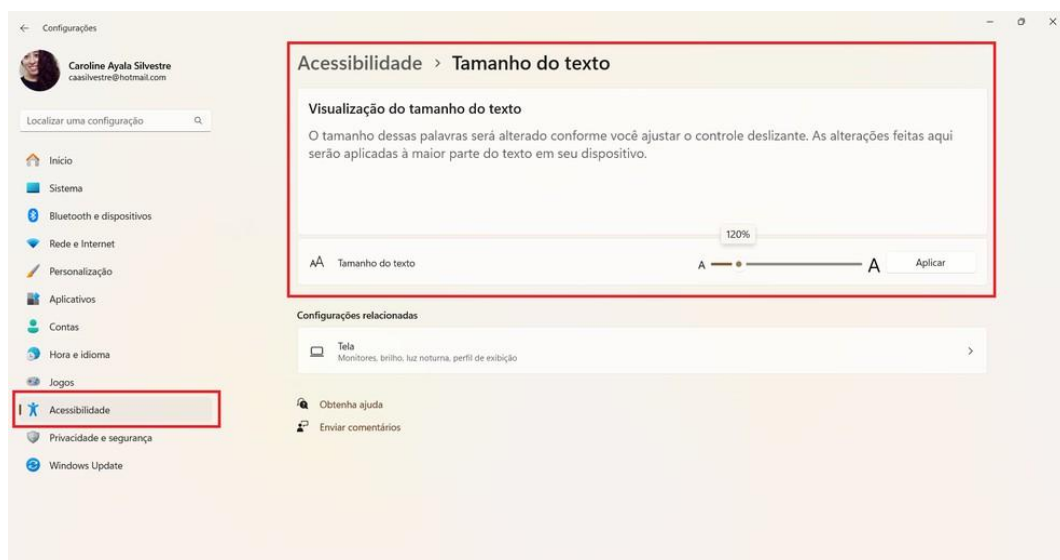 Configurações
Caroline Ayala Silvestre
caasilvestre@hotmail.com
Localizar uma configuração
Início
Sistema
Bluetooth e dispositivos
Rede e Internet
Personalização
Aplicativos
Contas
Hora e idioma
Jogos
Acessibilidade
Privacidade e segurança
Windows Update
Acessibilidade > Tamanho do texto
Visualização do tamanho do texto
O tamanho dessas palavras será alterado conforme você ajustar o controle deslizante. As alterações feitas aqui
serão aplicadas à maior parte do texto em seu dispositivo.
120%
AA Tamanho do texto A A Aplicar
Configurações relacionadas
Tela
Monitores, brilho, luz noturna, perfil de exibição
Obtenha ajuda
Enviar comentários